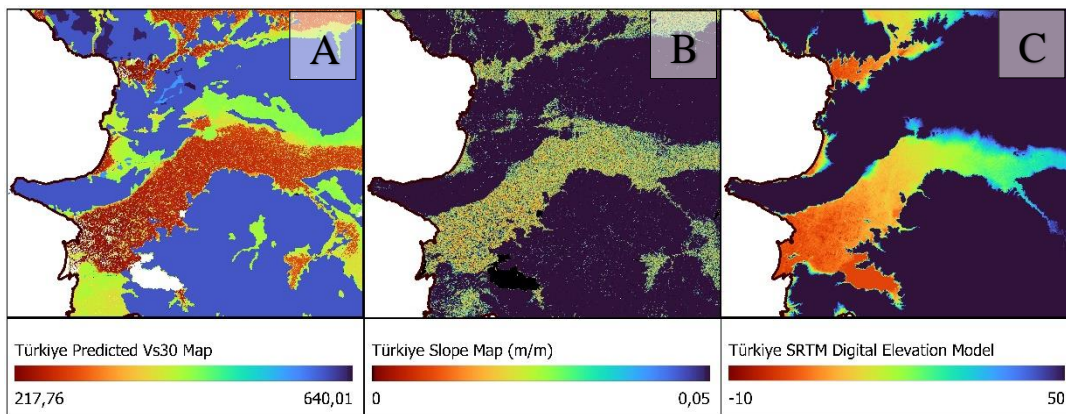 A
B
C
Türkiye Predicted Vs30 Map
217,76 640,01
Türkiye Slope Map (m/m)
0 0,05
Türkiye SRTM Digital Elevation Model
-10 50